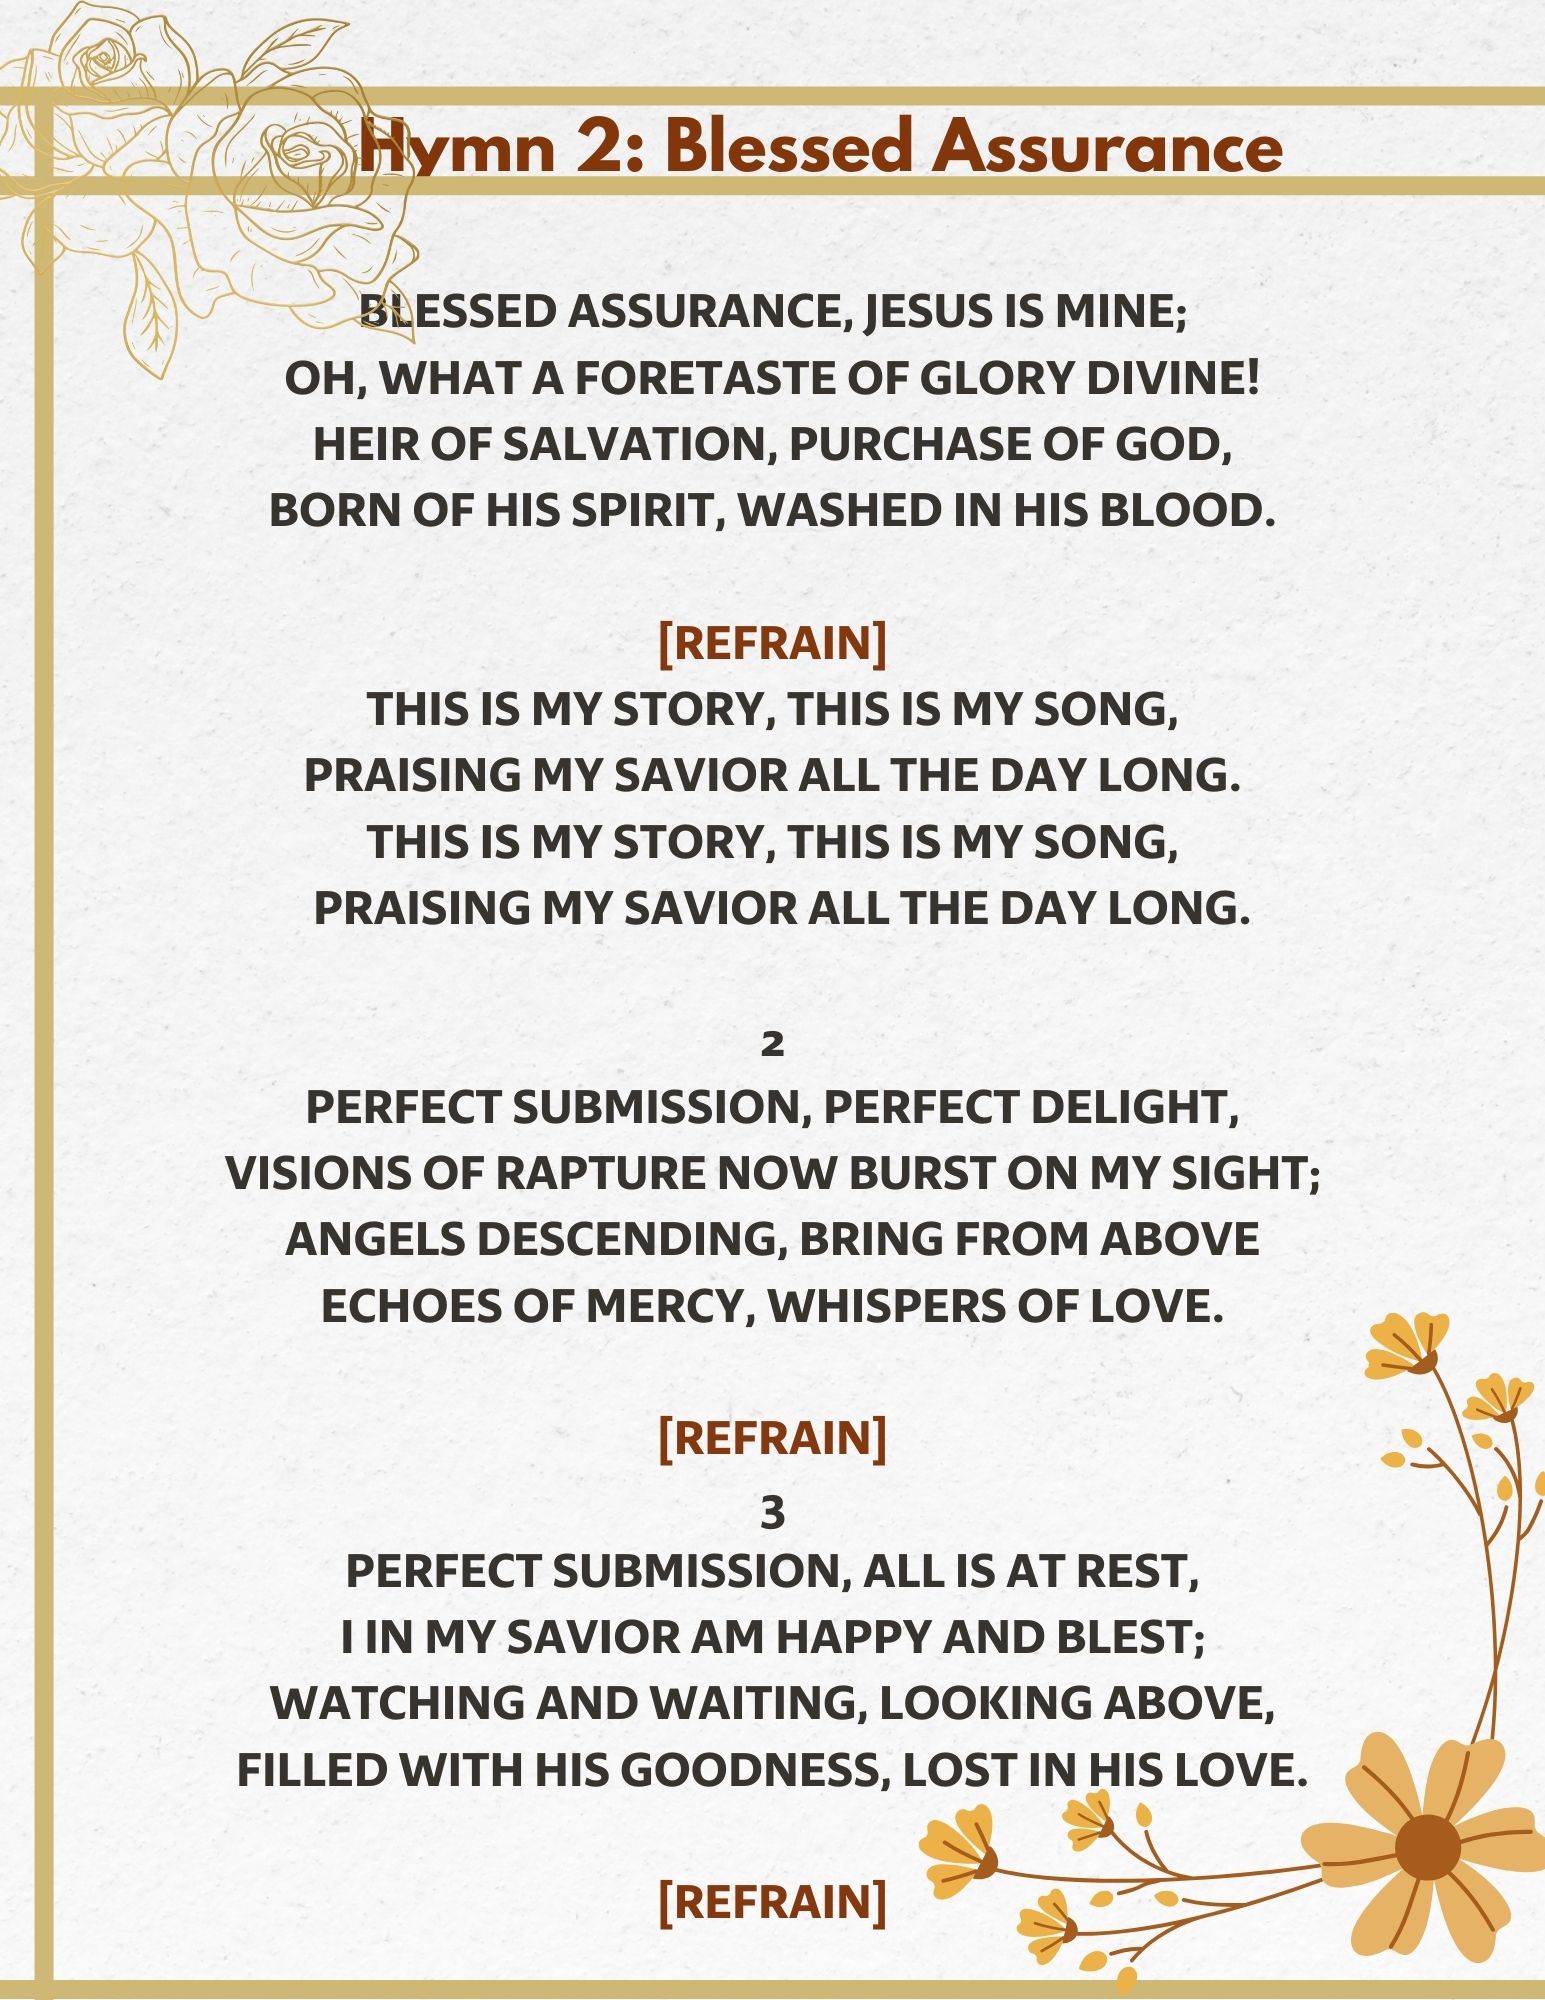 Hymn 2: Blessed Assurance
BLESSED ASSURANCE, JESUS IS MINE;
OH, WHAT A FORETASTE OF GLORY DIVINE!
HEIR OF SALVATION, PURCHASE OF GOD,
BORN OF HIS SPIRIT, WASHED IN HIS BLOOD.
[REFRAIN]
THIS IS MY STORY, THIS IS MY SONG,
PRAISING MY SAVIOR ALL THE DAY LONG.
THIS IS MY STORY, THIS IS MY SONG,
PRAISING MY SAVIOR ALL THE DAY LONG.
2
PERFECT SUBMISSION, PERFECT DELIGHT,
VISIONS OF RAPTURE NOW BURST ON MY SIGHT;
ANGELS DESCENDING, BRING FROM ABOVE
ECHOES OF MERCY, WHISPERS OF LOVE.
[REFRAIN]
3
PERFECT SUBMISSION, ALL IS AT REST,
I IN MY SAVIOR AM HAPPY AND BLEST;
WATCHING AND WAITING, LOOKING ABOVE,
FILLED WITH HIS GOODNESS, LOST IN HIS LOVE.
[REFRAIN]